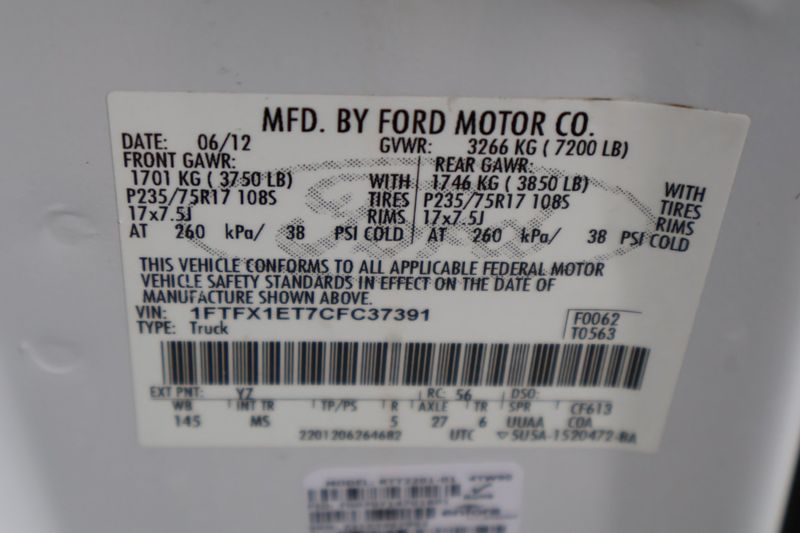 MFD. BY FORD MOTOR CO.
DATE: 06/12 GVWR: 3266 KG ( 7200 LB)
FRONT GAWR: REAR GAWR:
1701 KG ( 3750 LB) WITH 1746 KG ( 3850 LB) WITH
P235/75R17 108S TIRES P235/75R17 108S TIRES
17x7.5J RIMS 17x7.5J RIMS
AT 260 kPa/ 38 PSI COLD AT 260 kPa/ 38 PSI COLD
THIS VEHICLE CONFORMS TO ALL APPLICABLE FEDERAL MOTOR
VEHICLE SAFETY STANDARDS IN EFFECT ON THE DATE OF
MANUFACTURE SHOWN ABOVE.
VIN: 1FTFX1ET7CFC37391 F0062
TYPE: Truck T0563
EXT PNT: YZ RC: 56 DSO:
WB INT TR TP/PS R AXLE TR SPR CF613
145 MS 5 27 6 UUAA COA
2201206264682 UTC 5U5A-1520472-BA